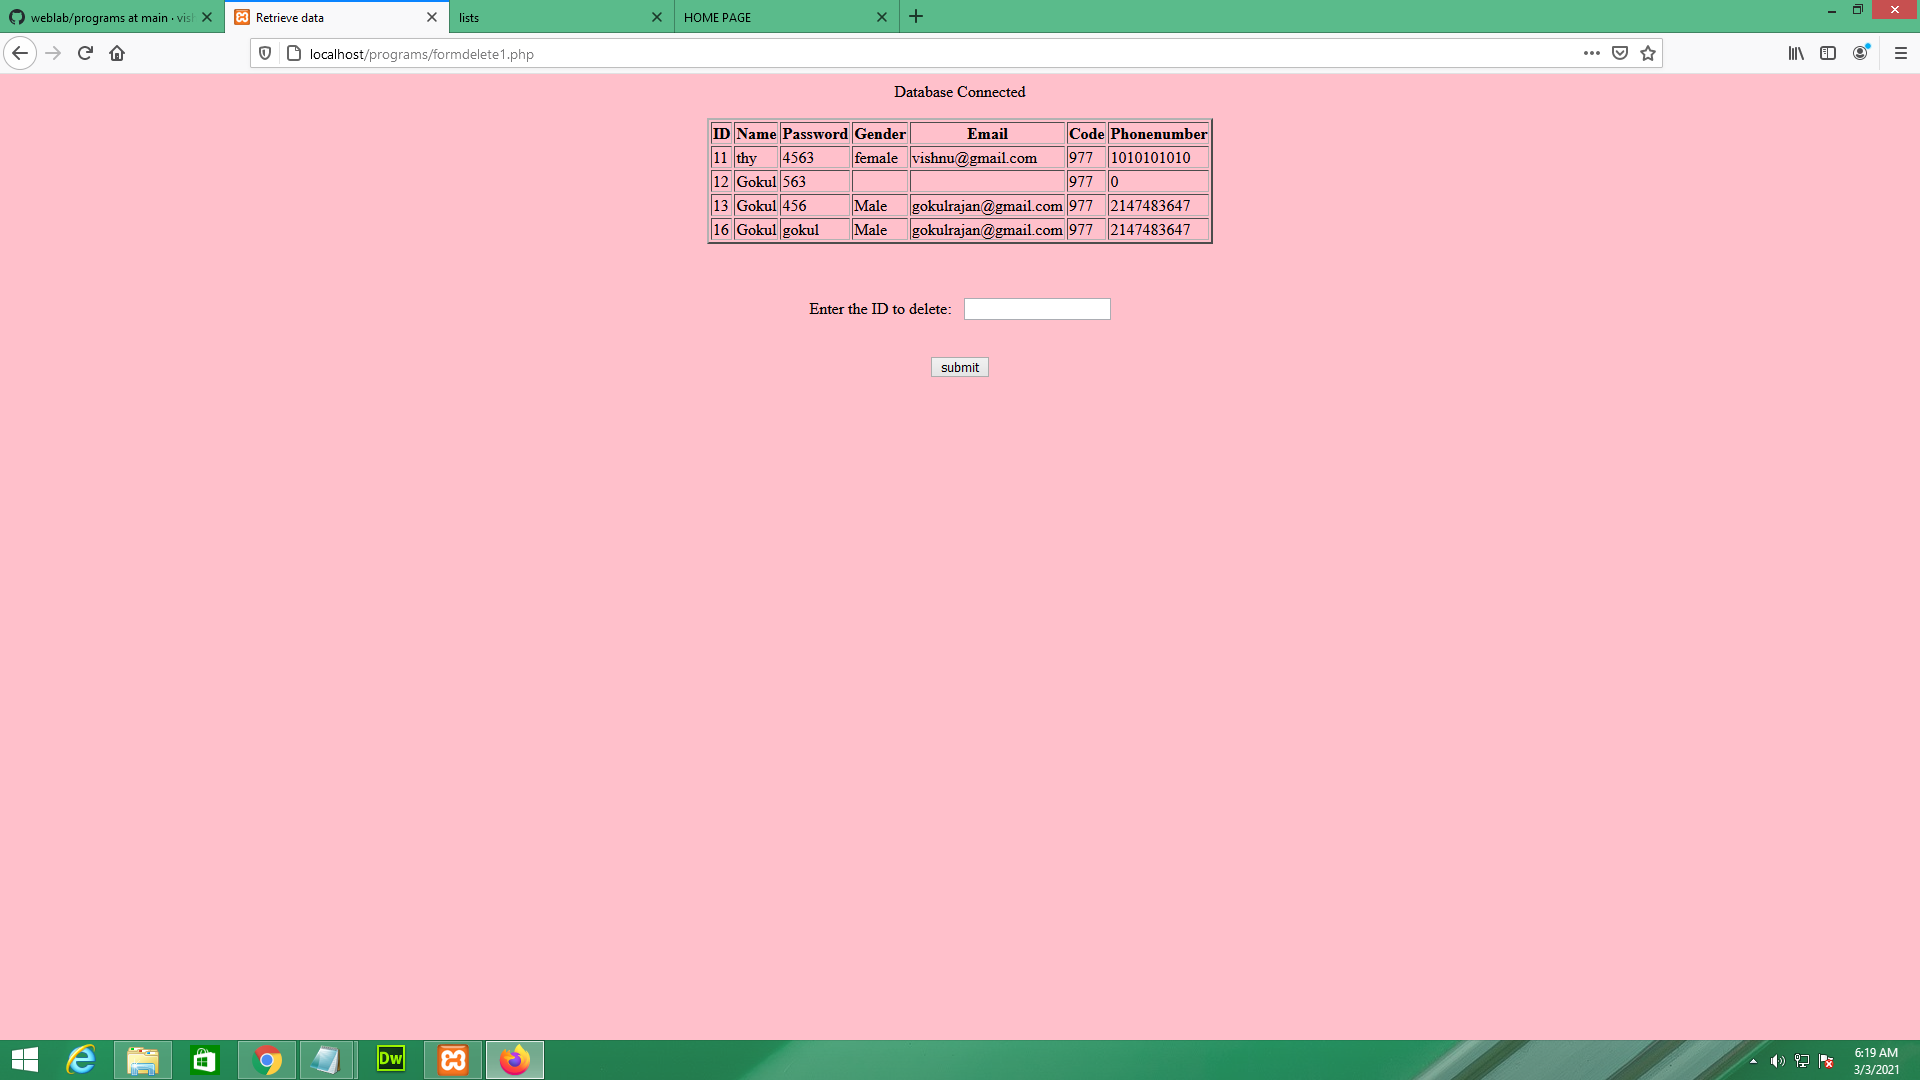 weblab/programs at main · vis
Retrieve data
lists
HOME PAGE
localhost/programs/formdelete1.php
Database Connected
ID Name Password Gender Email Code Phonenumber
11 thy 4563 female vishnu@gmail.com 977 1010101010
12 Gokul 563 977 0
13 Gokul 456 Male gokulrajan@gmail.com 977 2147483647
16 Gokul gokul Male gokulrajan@gmail.com 977 2147483647
Enter the ID to delete:
submit
Dw
6:19 AM
3/3/2021